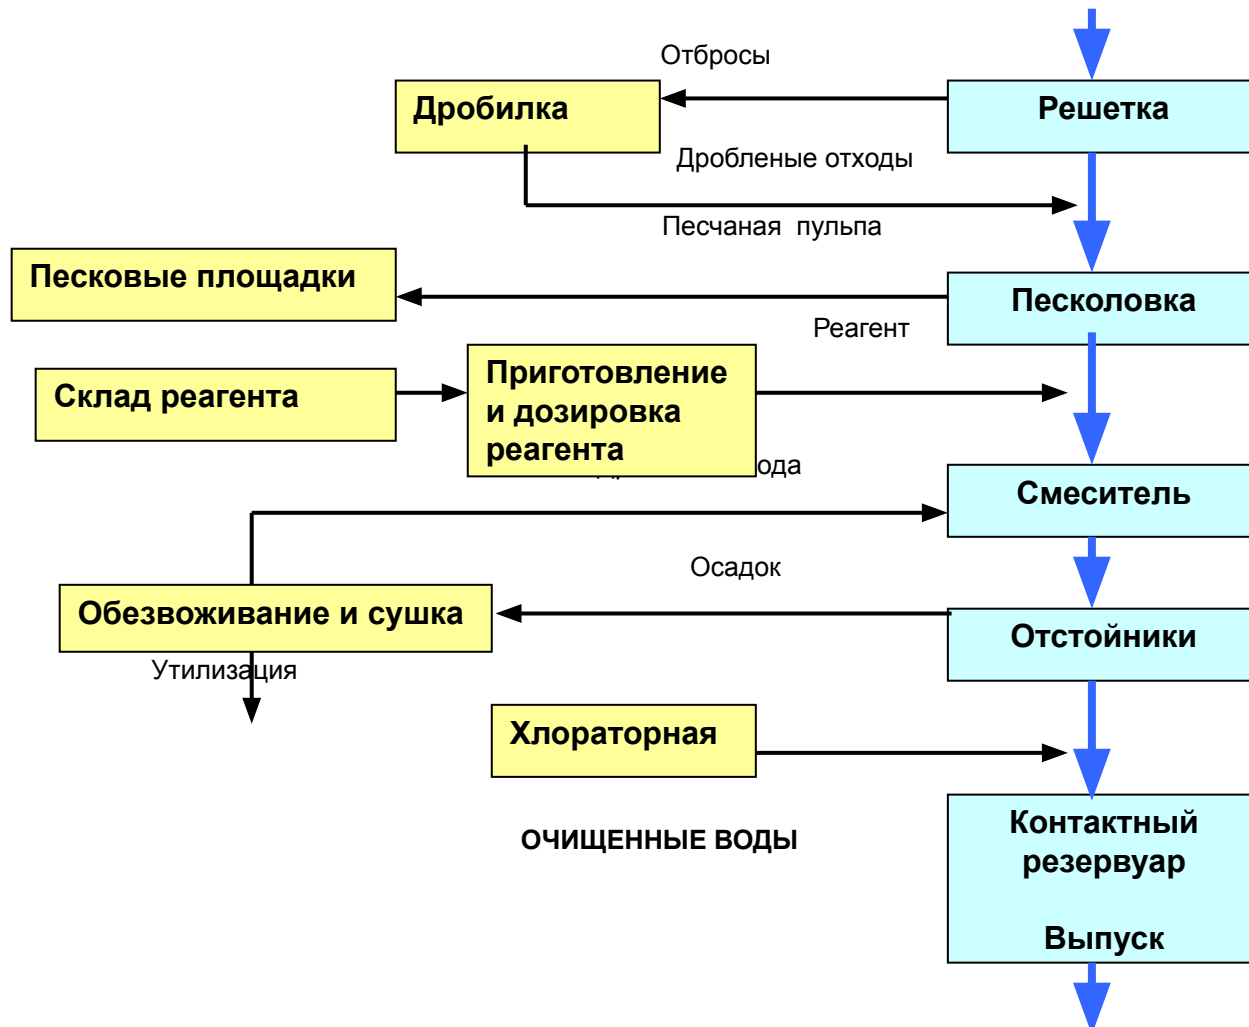 Отбросы
Дробилка
Решетка
Дробленые отходы
Песчаная пульпа
Песковые площадки
Песколовка
Реагент
Склад реагента
Приготовление
и дозировка
реагента
Смеситель
Осадок
Обезвоживание и сушка
Отстойники
Утилизация
Хлораторная
Контактный
резервуар
ОЧИЩЕННЫЕ ВОДЫ
Выпуск